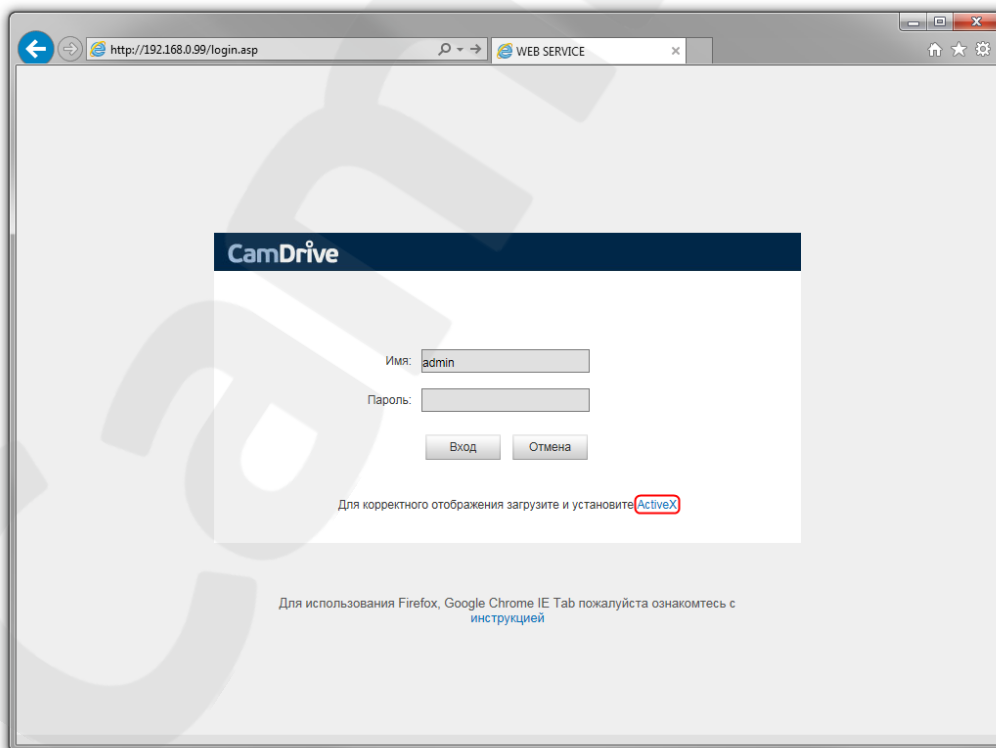 http://192.168.0.99/login.asp
WEB SERVICE
CamDrive
Имя:
admin
Пароль:
Вход
Отмена
Для корректного отображения загрузите и установите ActiveX
Для использования Firefox, Google Chrome IE Tab пожалуйста ознакомтесь с
инструкцией